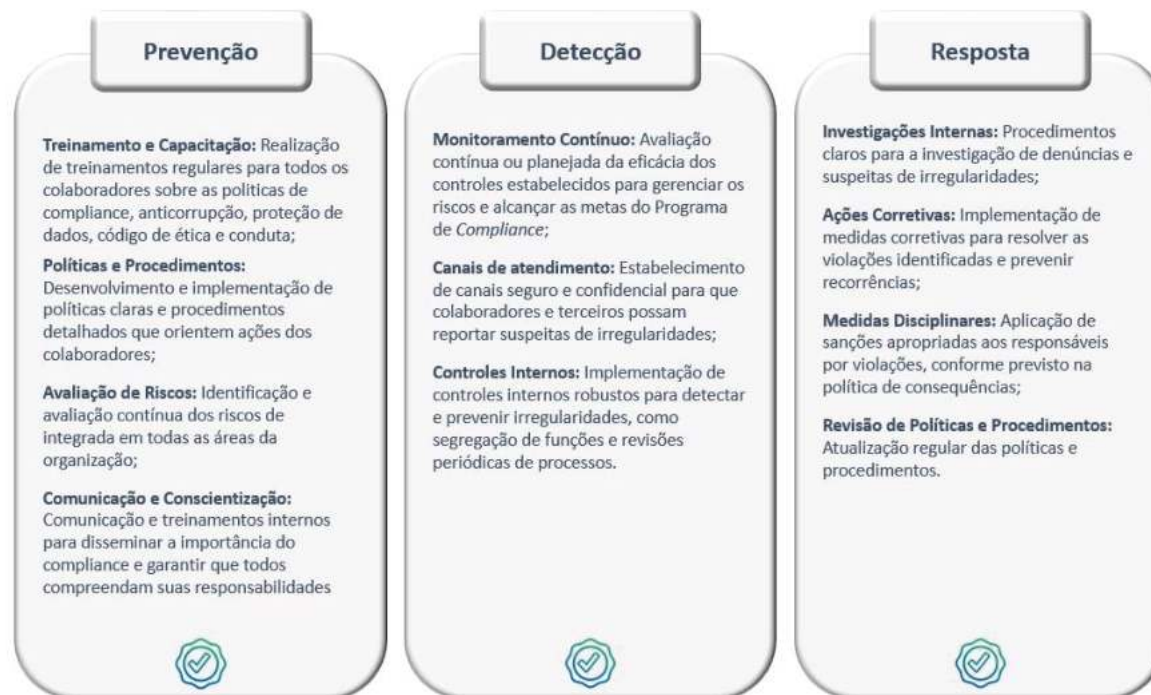 Prevenção
Treinamento e Capacitação: Realização
de treinamentos regulares para todos os
colaboradores sobre as politicas de
compliance, anticorrupção, proteção de
dados, código de ética e conduta;
Políticas e Procedimentos:
Desenvolvimento e implementação de
políticas claras e procedimentos
detalhados que orientem ações dos
colaboradores;
Avaliação de Riscos: Identificação e
avaliação contínua dos riscos de
integrada em todas as áreas da
organização;
Comunicação e Conscientização:
Comunicação e treinamentos internos
para disseminar a importância do
compliance e garantir que todos
compreendam suas responsabilidades
Detecção
Monitoramento Contínuo: Avaliação
contínua ou planejada da eficácia dos
controles estabelecidos para gerenciar os
riscos e alcançar as metas do Programa
de Compliance;
Canais de atendimento: Estabelecimento
de canais seguro e confidencial para que
colaboradores e terceiros possam
reportar suspeitas de irregularidades;
Controles Internos: Implementação de
controles internos robustos para detectar
e prevenir irregularidades, como
segregação de funções e revisões
periódicas de processos.
Resposta
Investigações Internas: Procedimentos
claros para a investigação de denúncias e
suspeitas de irregularidades;
Ações Corretivas: Implementação de
medidas corretivas para resolver as
violações identificadas e prevenir
recorrências;
Medidas Disciplinares: Aplicação de
sanções apropriadas aos responsáveis
por violações, conforme previsto na
política de consequências;
Revisão de Políticas e Procedimentos:
Atualização regular das políticas e
procedimentos.